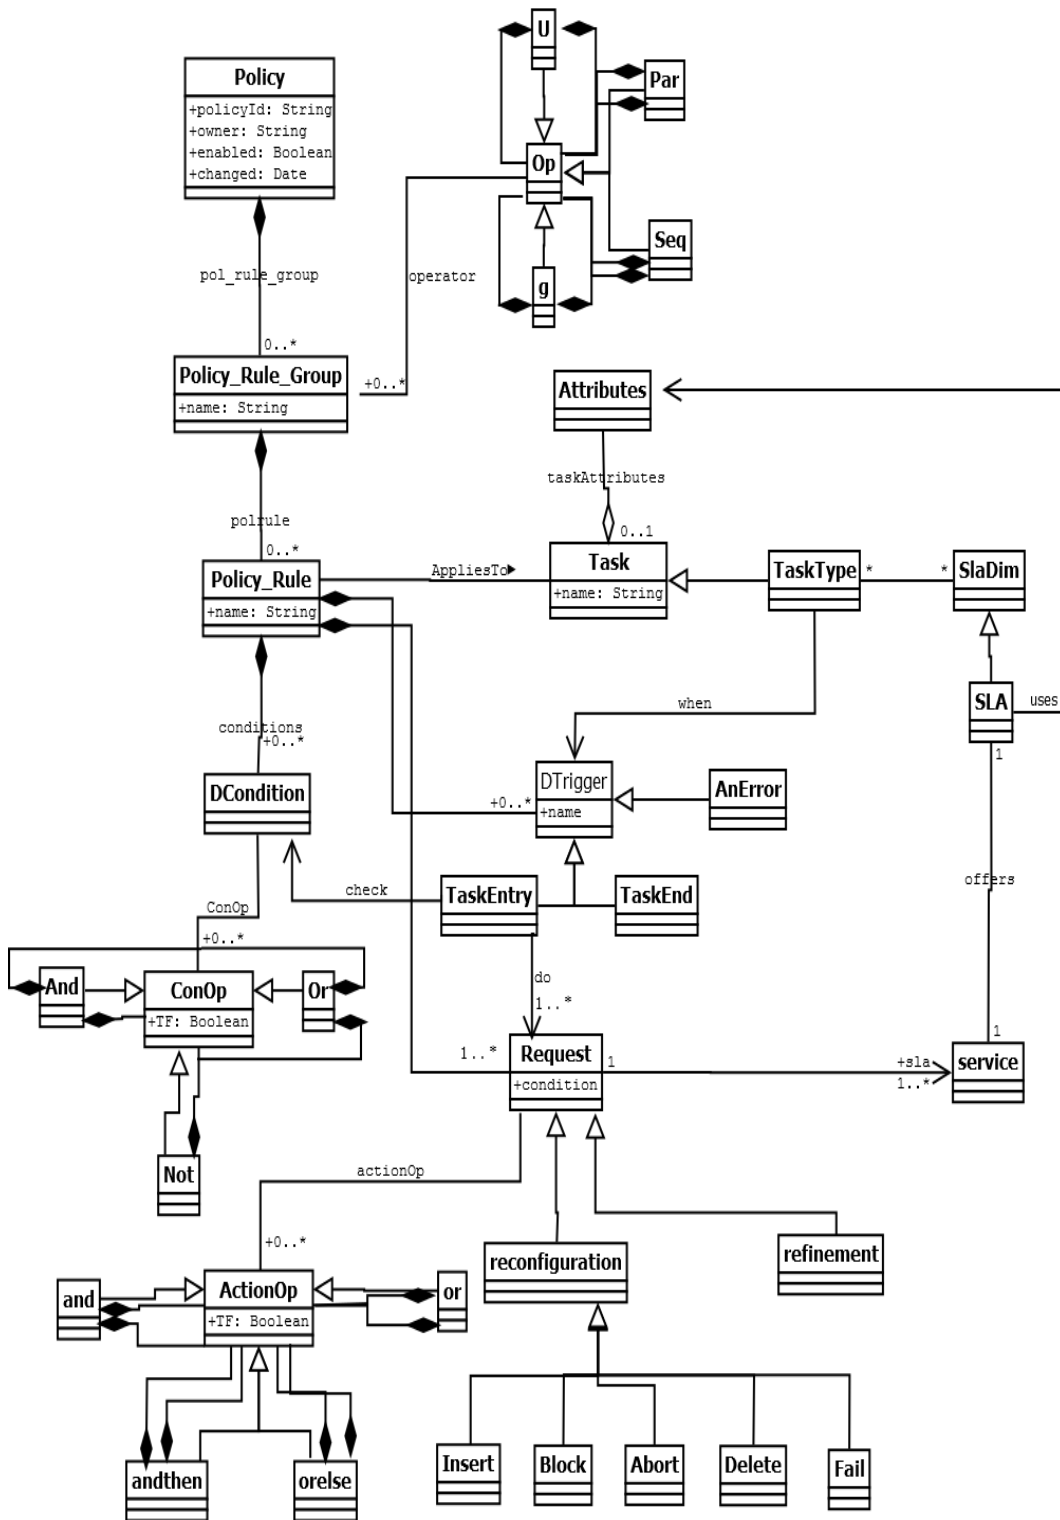 U
Policy
+policyId: String
+owner: String
+enabled: Boolean
+changed: Date
Par
Op
Seq
pol_rule_group
operator
g
0..*
Policy_Rule_Group
+name: String
+0..*
Attributes
taskAttributes
polrule
0..*
0..1
Policy_Rule
+name: String
AppliesTo
Task
+name: String
TaskType
*
*
SlaDim
SLA
uses
1
when
conditions
+0..*
DCondition
DTrigger
+name
+0..*
AnError
check
TaskEntry
TaskEnd
offers
ConOp
+0..*
And
ConOp
+TF: Boolean
Or
do
1..*
1..*
Request
+condition
1
+sla
1..*
1
service
Not
actionOp
+0..*
reconfiguration
refinement
and
ActionOp
+TF: Boolean
or
andthen
orelse
Insert
Block
Abort
Delete
Fail